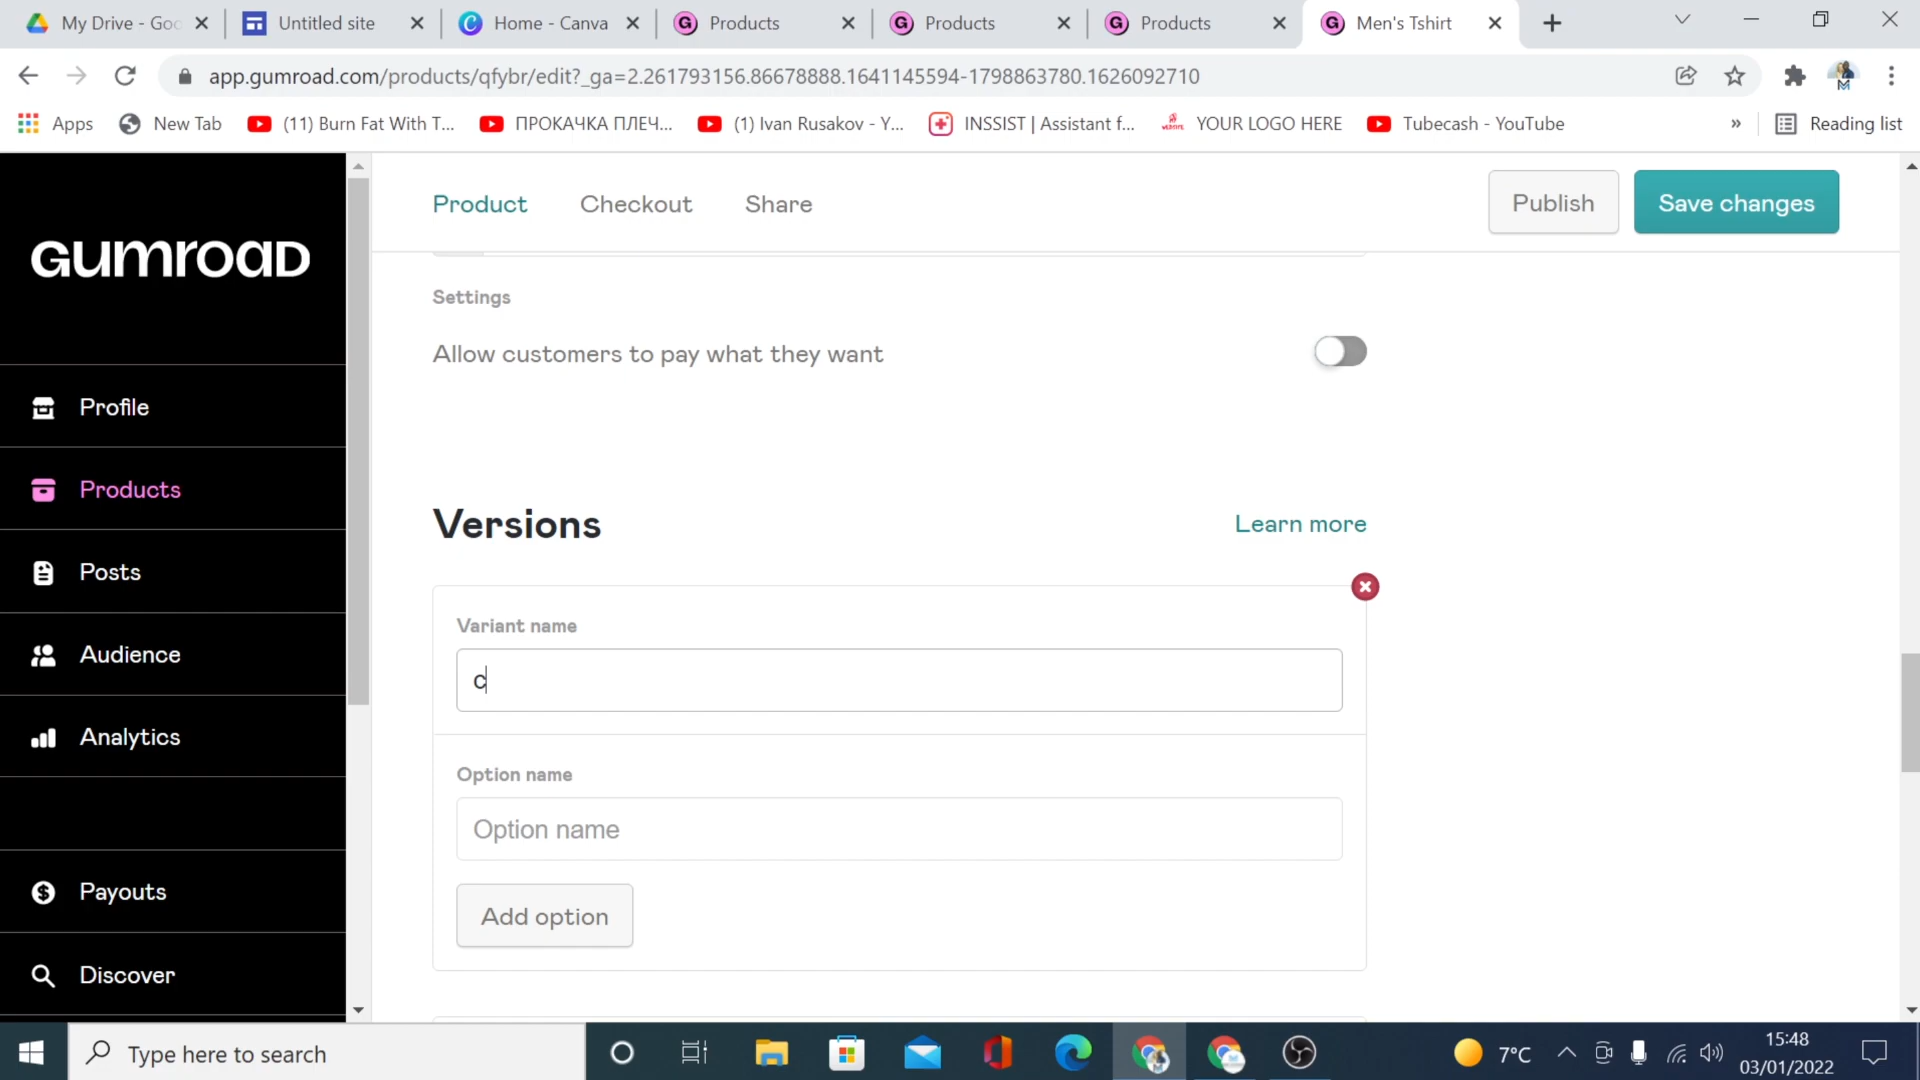 My Drive - Goo
Untitled site
Home - Canva
Products
Products
Products
Men's Tshirt
app.gumroad.com/products/qfybr/edit?_ga=2.261793156.86678888.1641145594-1798863780.1626092710
Apps
New Tab
(11) Burn Fat With T...
ПРОКАЧКА ПЛЕЧ...
(1) Ivan Rusakov - Y...
INSSIST | Assistant f...
YOUR LOGO HERE
Tubecash - YouTube
»
Reading list
GUMROAD
Product
Checkout
Share
Publish
Save changes
Settings
Allow customers to pay what they want
Profile
Products
Posts
Audience
Analytics
Payouts
Discover
Versions
Learn more
Variant name
c
Option name
Option name
Add option
Type here to search
7°C
15:48
03/01/2022